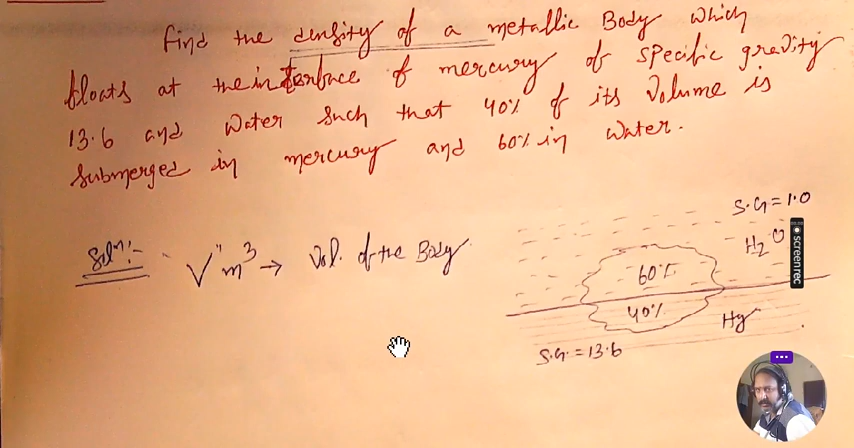 Find the density of a metallic Body which
floats at the interface of mercury of specific gravity
13.6 and Water such that 40% of its Volume is
submerged in mercury and 60% in water.
Solⁿ:- V" m³ → Vol. of the Body
S.G = 1.0
H₂O
60%
40%
Hg
S.G. = 13.6
screenrec